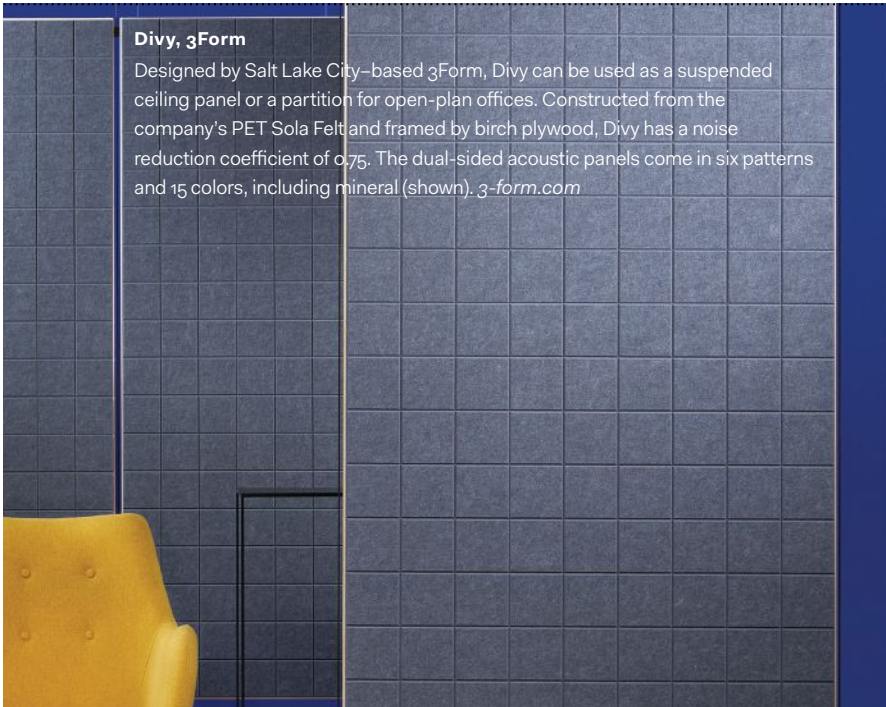 Divy, 3Form
Designed by Salt Lake City–based 3Form, Divy can be used as a suspended
ceiling panel or a partition for open-plan offices. Constructed from the
company’s PET Sola Felt and framed by birch plywood, Divy has a noise
reduction coefficient of 0.75. The dual-sided acoustic panels come in six patterns
and 15 colors, including mineral (shown). 3-form.com